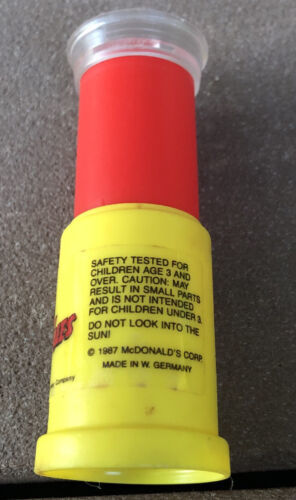 SAFETY TESTED FOR
CHILDREN AGE 3 AND
OVER. CAUTION: MAY
RESULT IN SMALL PARTS
AND IS NOT INTENDED
FOR CHILDREN UNDER 3.
DO NOT LOOK INTO THE
SUN!
© 1987 McDONALD'S CORP.
MADE IN W. GERMANY
Company